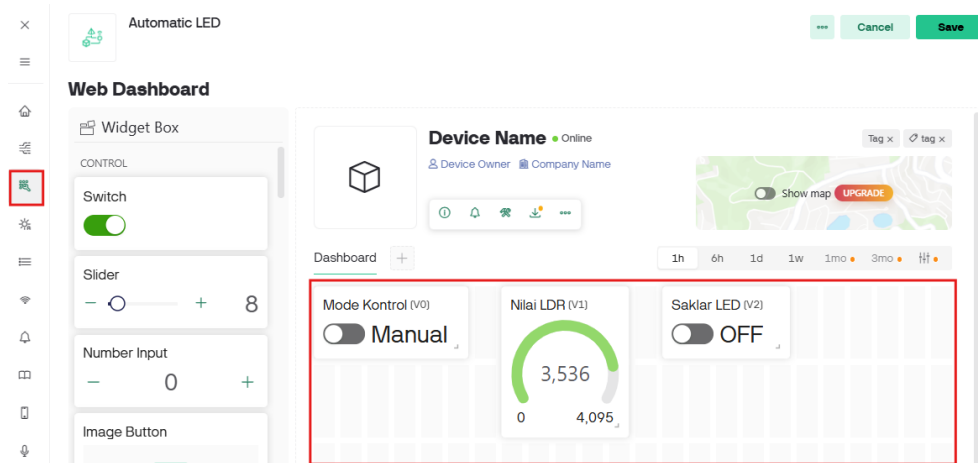 Automatic LED
Cancel
Save
Web Dashboard
Widget Box
CONTROL
Switch
Slider
8
Number Input
0
Image Button
Device Name
Online
Device Owner
Company Name
Tag ×
tag ×
Show map
UPGRADE
Dashboard
1h
6h
1d
1w
1mo
3mo
Mode Kontrol (V0)
Manual
Nilai LDR (V1)
3,536
0
4,095
Saklar LED (V2)
OFF